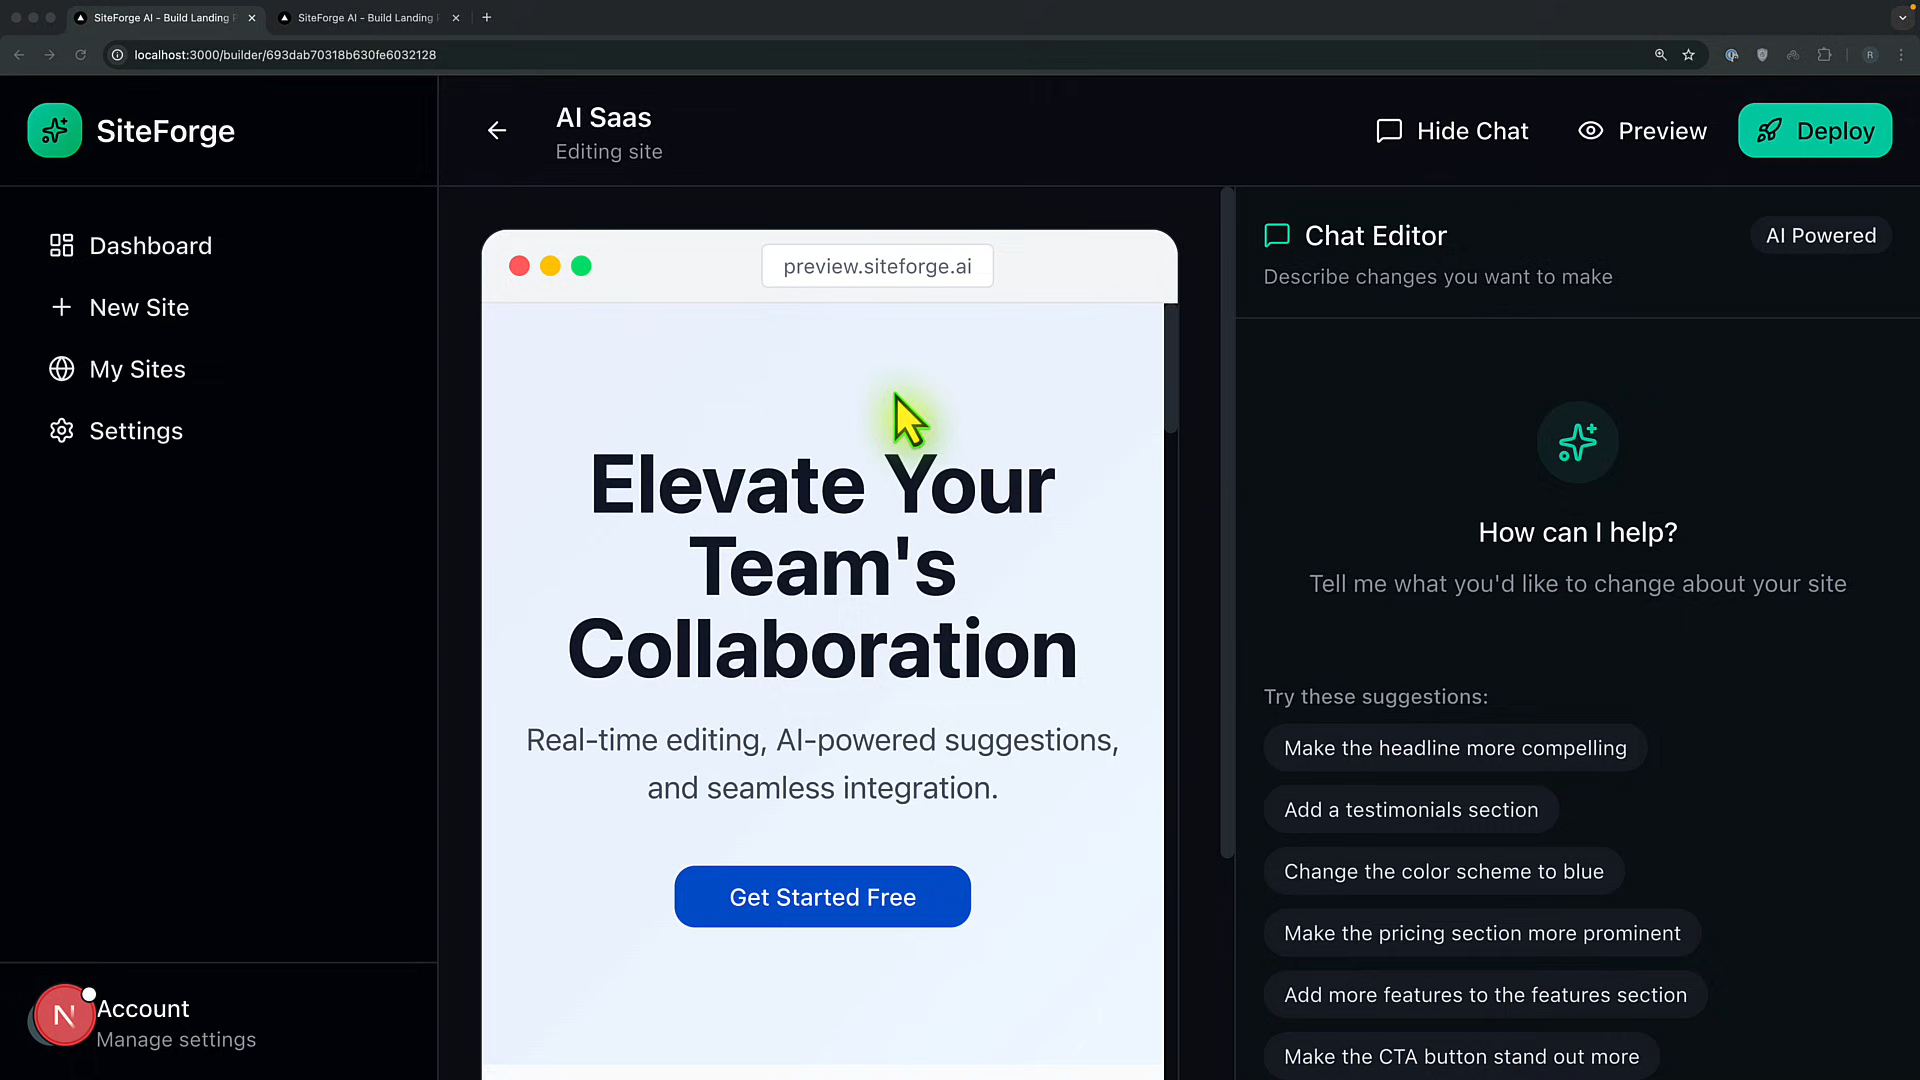 SiteForge AI - Build Landing P
SiteForge AI - Build Landing
localhost:3000/builder/693dab70318b630fe6032128
R
SiteForge
AI Saas
Editing site
Hide Chat
Preview
Deploy
Dashboard
New Site
My Sites
Settings
preview.siteforge.ai
Elevate Your
Team's
Collaboration
Real-time editing, AI-powered suggestions,
and seamless integration.
Get Started Free
Chat Editor
AI Powered
Describe changes you want to make
How can I help?
Tell me what you'd like to change about your site
Try these suggestions:
Make the headline more compelling
Add a testimonials section
Change the color scheme to blue
Make the pricing section more prominent
Add more features to the features section
Make the CTA button stand out more
N
Account
Manage settings